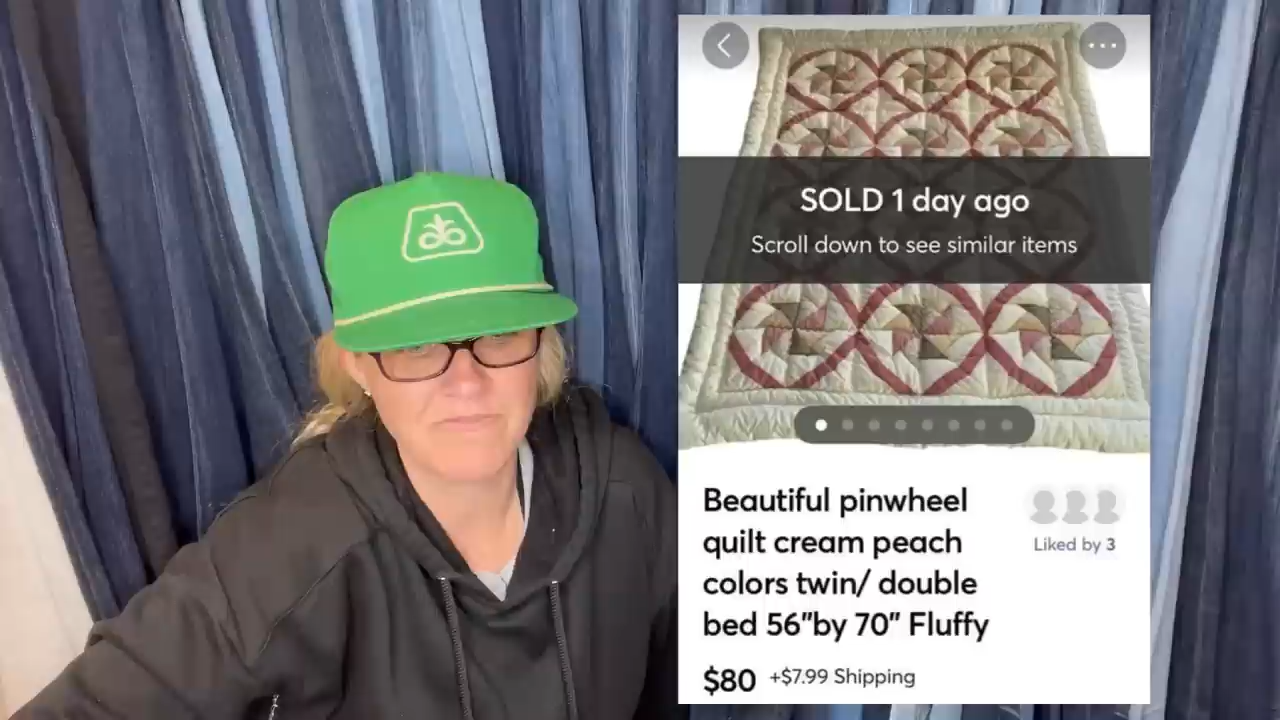 SOLD 1 day ago
Scroll down to see similar items
Beautiful pinwheel
quilt cream peach
colors twin/ double
bed 56"by 70" Fluffy
Liked by 3
$80 +$7.99 Shipping